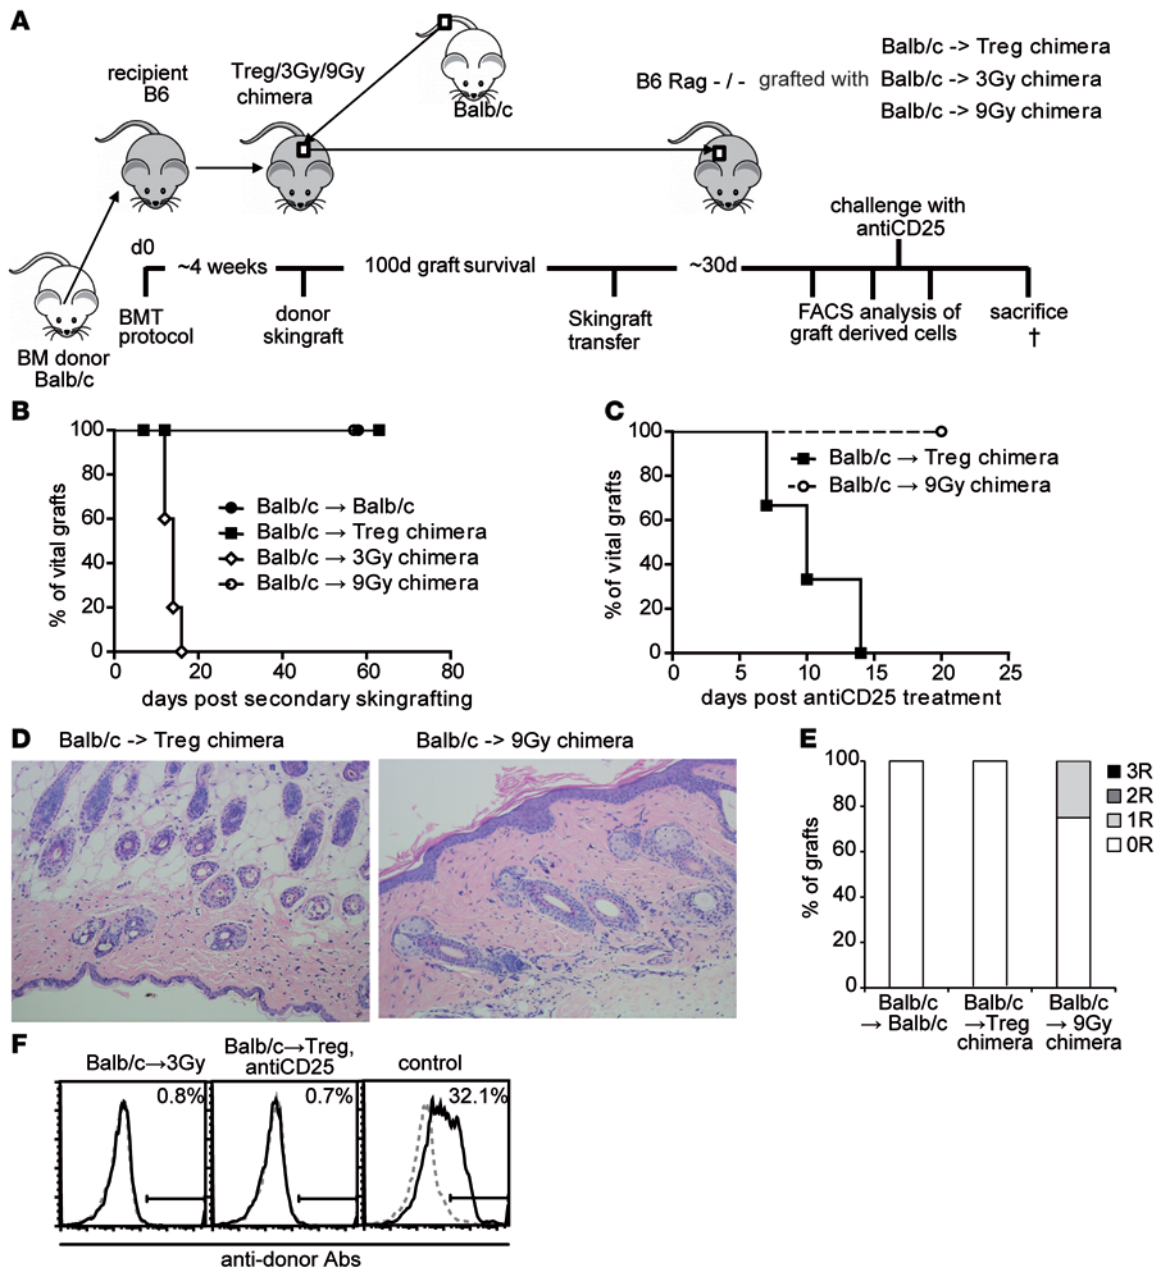 A
recipient
B6
Treg/3Gy/9Gy
chimera
Balb/c
B6 Rag - / - grafted with
Balb/c -> Treg chimera
Balb/c -> 3Gy chimera
Balb/c -> 9Gy chimera
BM donor
Balb/c
d0
~4 weeks
100d graft survival
~30d
challenge with
antiCD25
BMT
protocol
donor
skingraft
Skingraft
transfer
FACS analysis of
graft derived cells
sacrifice
†
B
% of vital grafts
100
80
60
40
20
0
0 20 40 60 80
days post secondary skingrafting
Balb/c → Balb/c
Balb/c → Treg chimera
Balb/c → 3Gy chimera
Balb/c → 9Gy chimera
C
% of vital grafts
100
80
60
40
20
0
0 5 10 15 20 25
days post antiCD25 treatment
Balb/c → Treg chimera
Balb/c → 9Gy chimera
D
Balb/c -> Treg chimera
Balb/c -> 9Gy chimera
E
% of grafts
100
80
60
40
20
0
3R
2R
1R
0R
Balb/c
→ Balb/c
Balb/c
→Treg
chimera
Balb/c
→ 9Gy
chimera
F
Balb/c→3Gy
0.8%
Balb/c→Treg,
antiCD25
0.7%
control
32.1%
anti-donor Abs